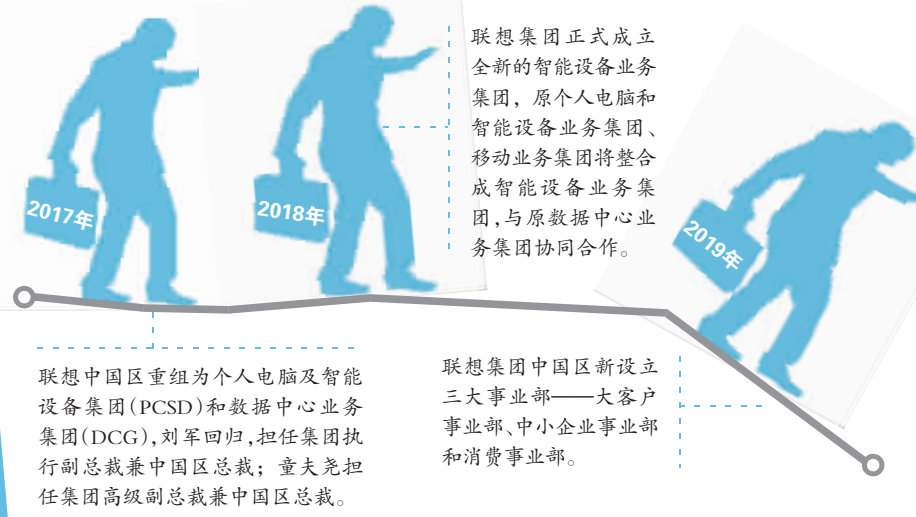 2017年
2018年
2019年
联想集团正式成立
全新的智能设备业务
集团，原个人电脑和
智能设备业务集团、
移动业务集团将整合
成智能设备业务集
团，与原数据中心业
务集团协同合作。
联想中国区重组为个人电脑及智能
设备集团（PCSD）和数据中心业务
集团（DCG），刘军回归，担任集团执
行副总裁兼中国区总裁；童夫尧担
任集团高级副总裁兼中国区总裁。
联想集团中国区新设立
三大事业部——大客户
事业部、中小企业事业部
和消费事业部。